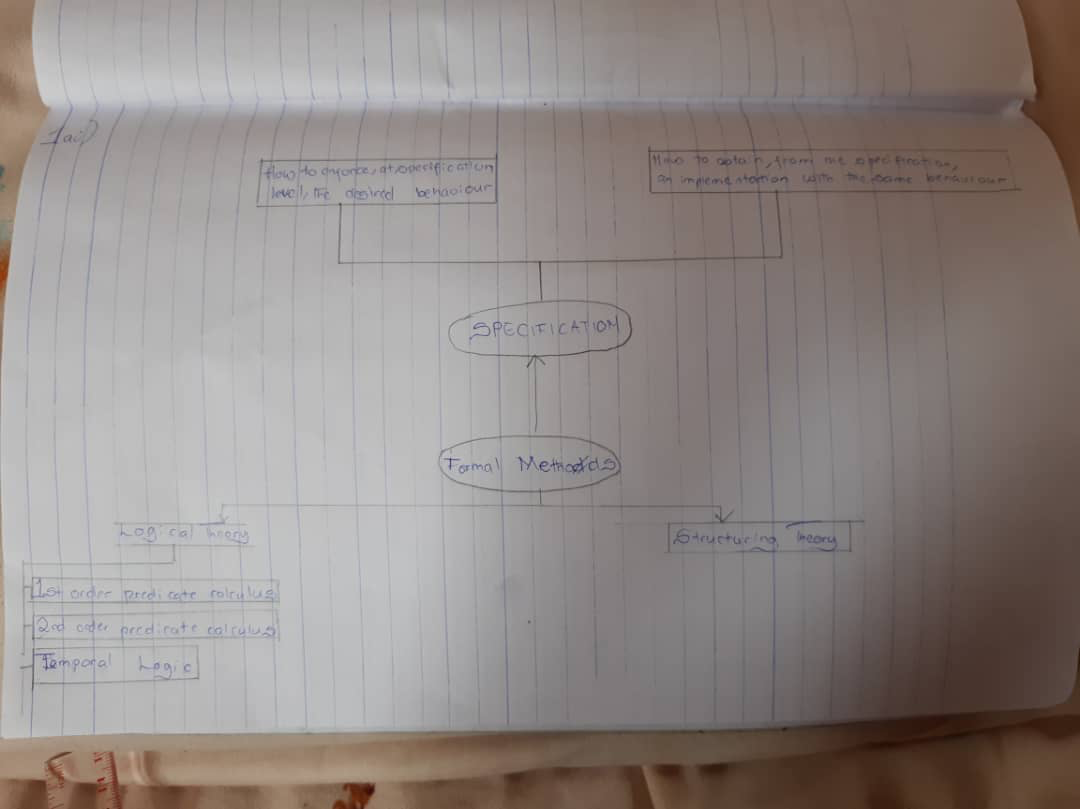 1aii)
How to enforce, at specification
level, the desired behaviour
How to obtain, from the specification,
an implementation with the same behaviour
SPECIFICATION
Formal Methods
Logical Theory
Structuring Theory
1st order predicate calculus
2nd order predicate calculus
Temporal Logic